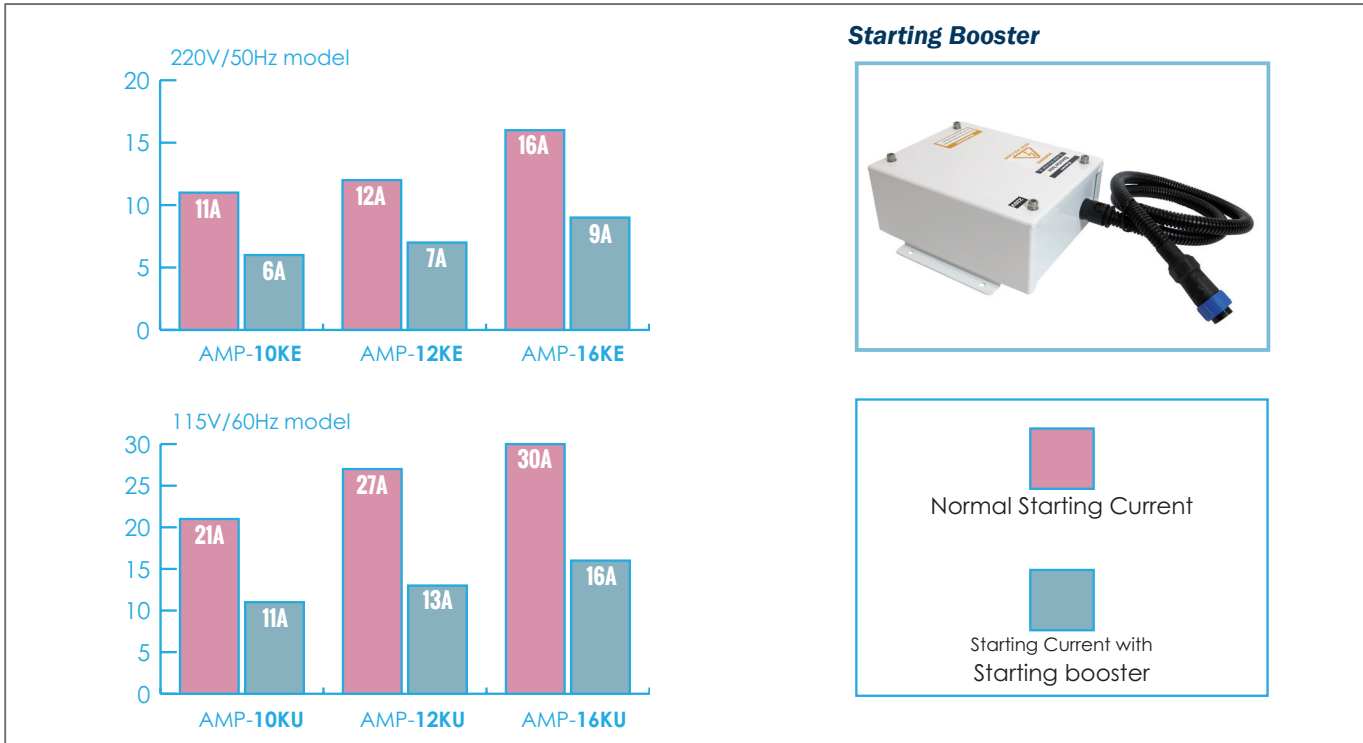 220V/50Hz model
20
15
10
5
0
11A
6A
12A
7A
16A
9A
AMP-10KE
AMP-12KE
AMP-16KE
115V/60Hz model
30
25
20
15
10
5
0
21A
11A
27A
13A
30A
16A
AMP-10KU
AMP-12KU
AMP-16KU
Starting Booster
Normal Starting Current
Starting Current with
Starting booster